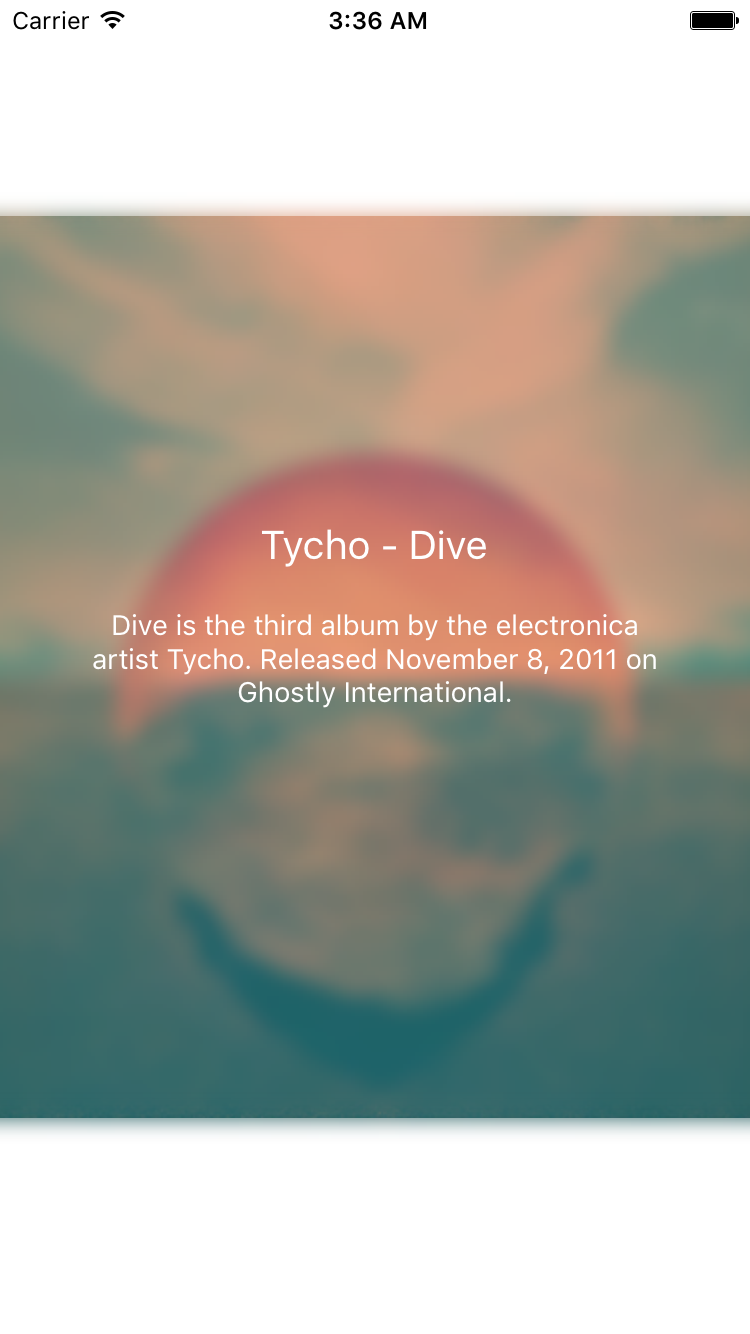 Carrier 3:36 AM
Tycho - Dive
Dive is the third album by the electronica
artist Tycho. Released November 8, 2011 on
Ghostly International.